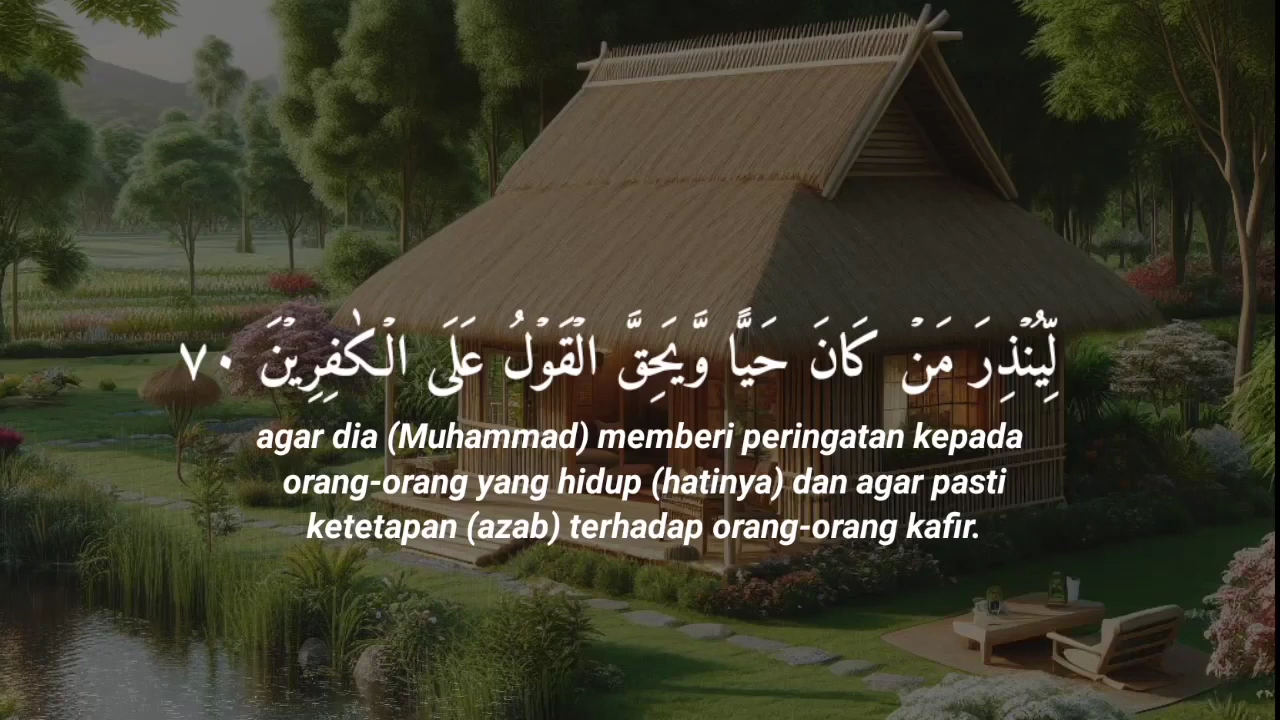 لِّيُنْذِرَ مَنْ كَانَ حَيًّا وَّيَحِقَّ الْقَوْلُ عَلَى الْكٰفِرِيْنَ ٧٠
agar dia (Muhammad) memberi peringatan kepada
orang-orang yang hidup (hatinya) dan agar pasti
ketetapan (azab) terhadap orang-orang kafir.